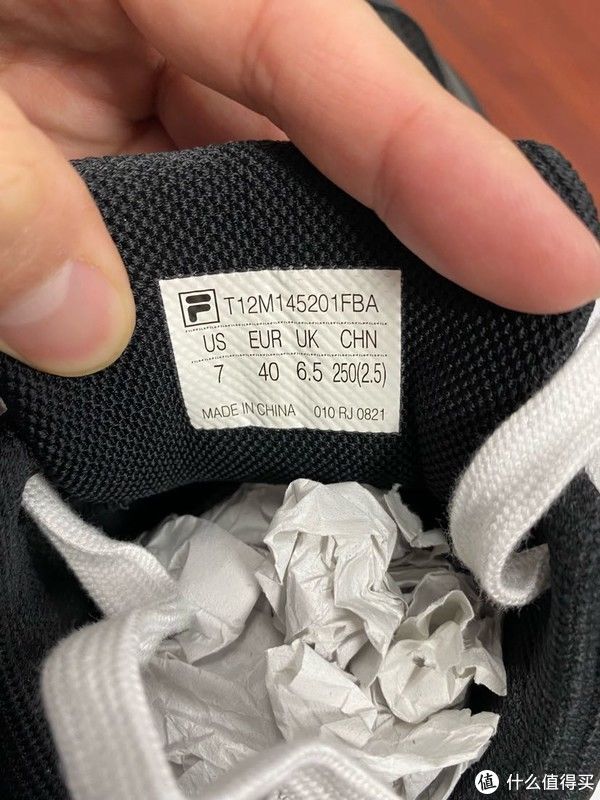 T12M145201FBA
US EUR UK CHN
7 40 6.5 250(2.5)
MADE IN CHINA 010 RJ 0821
值 什么值得买